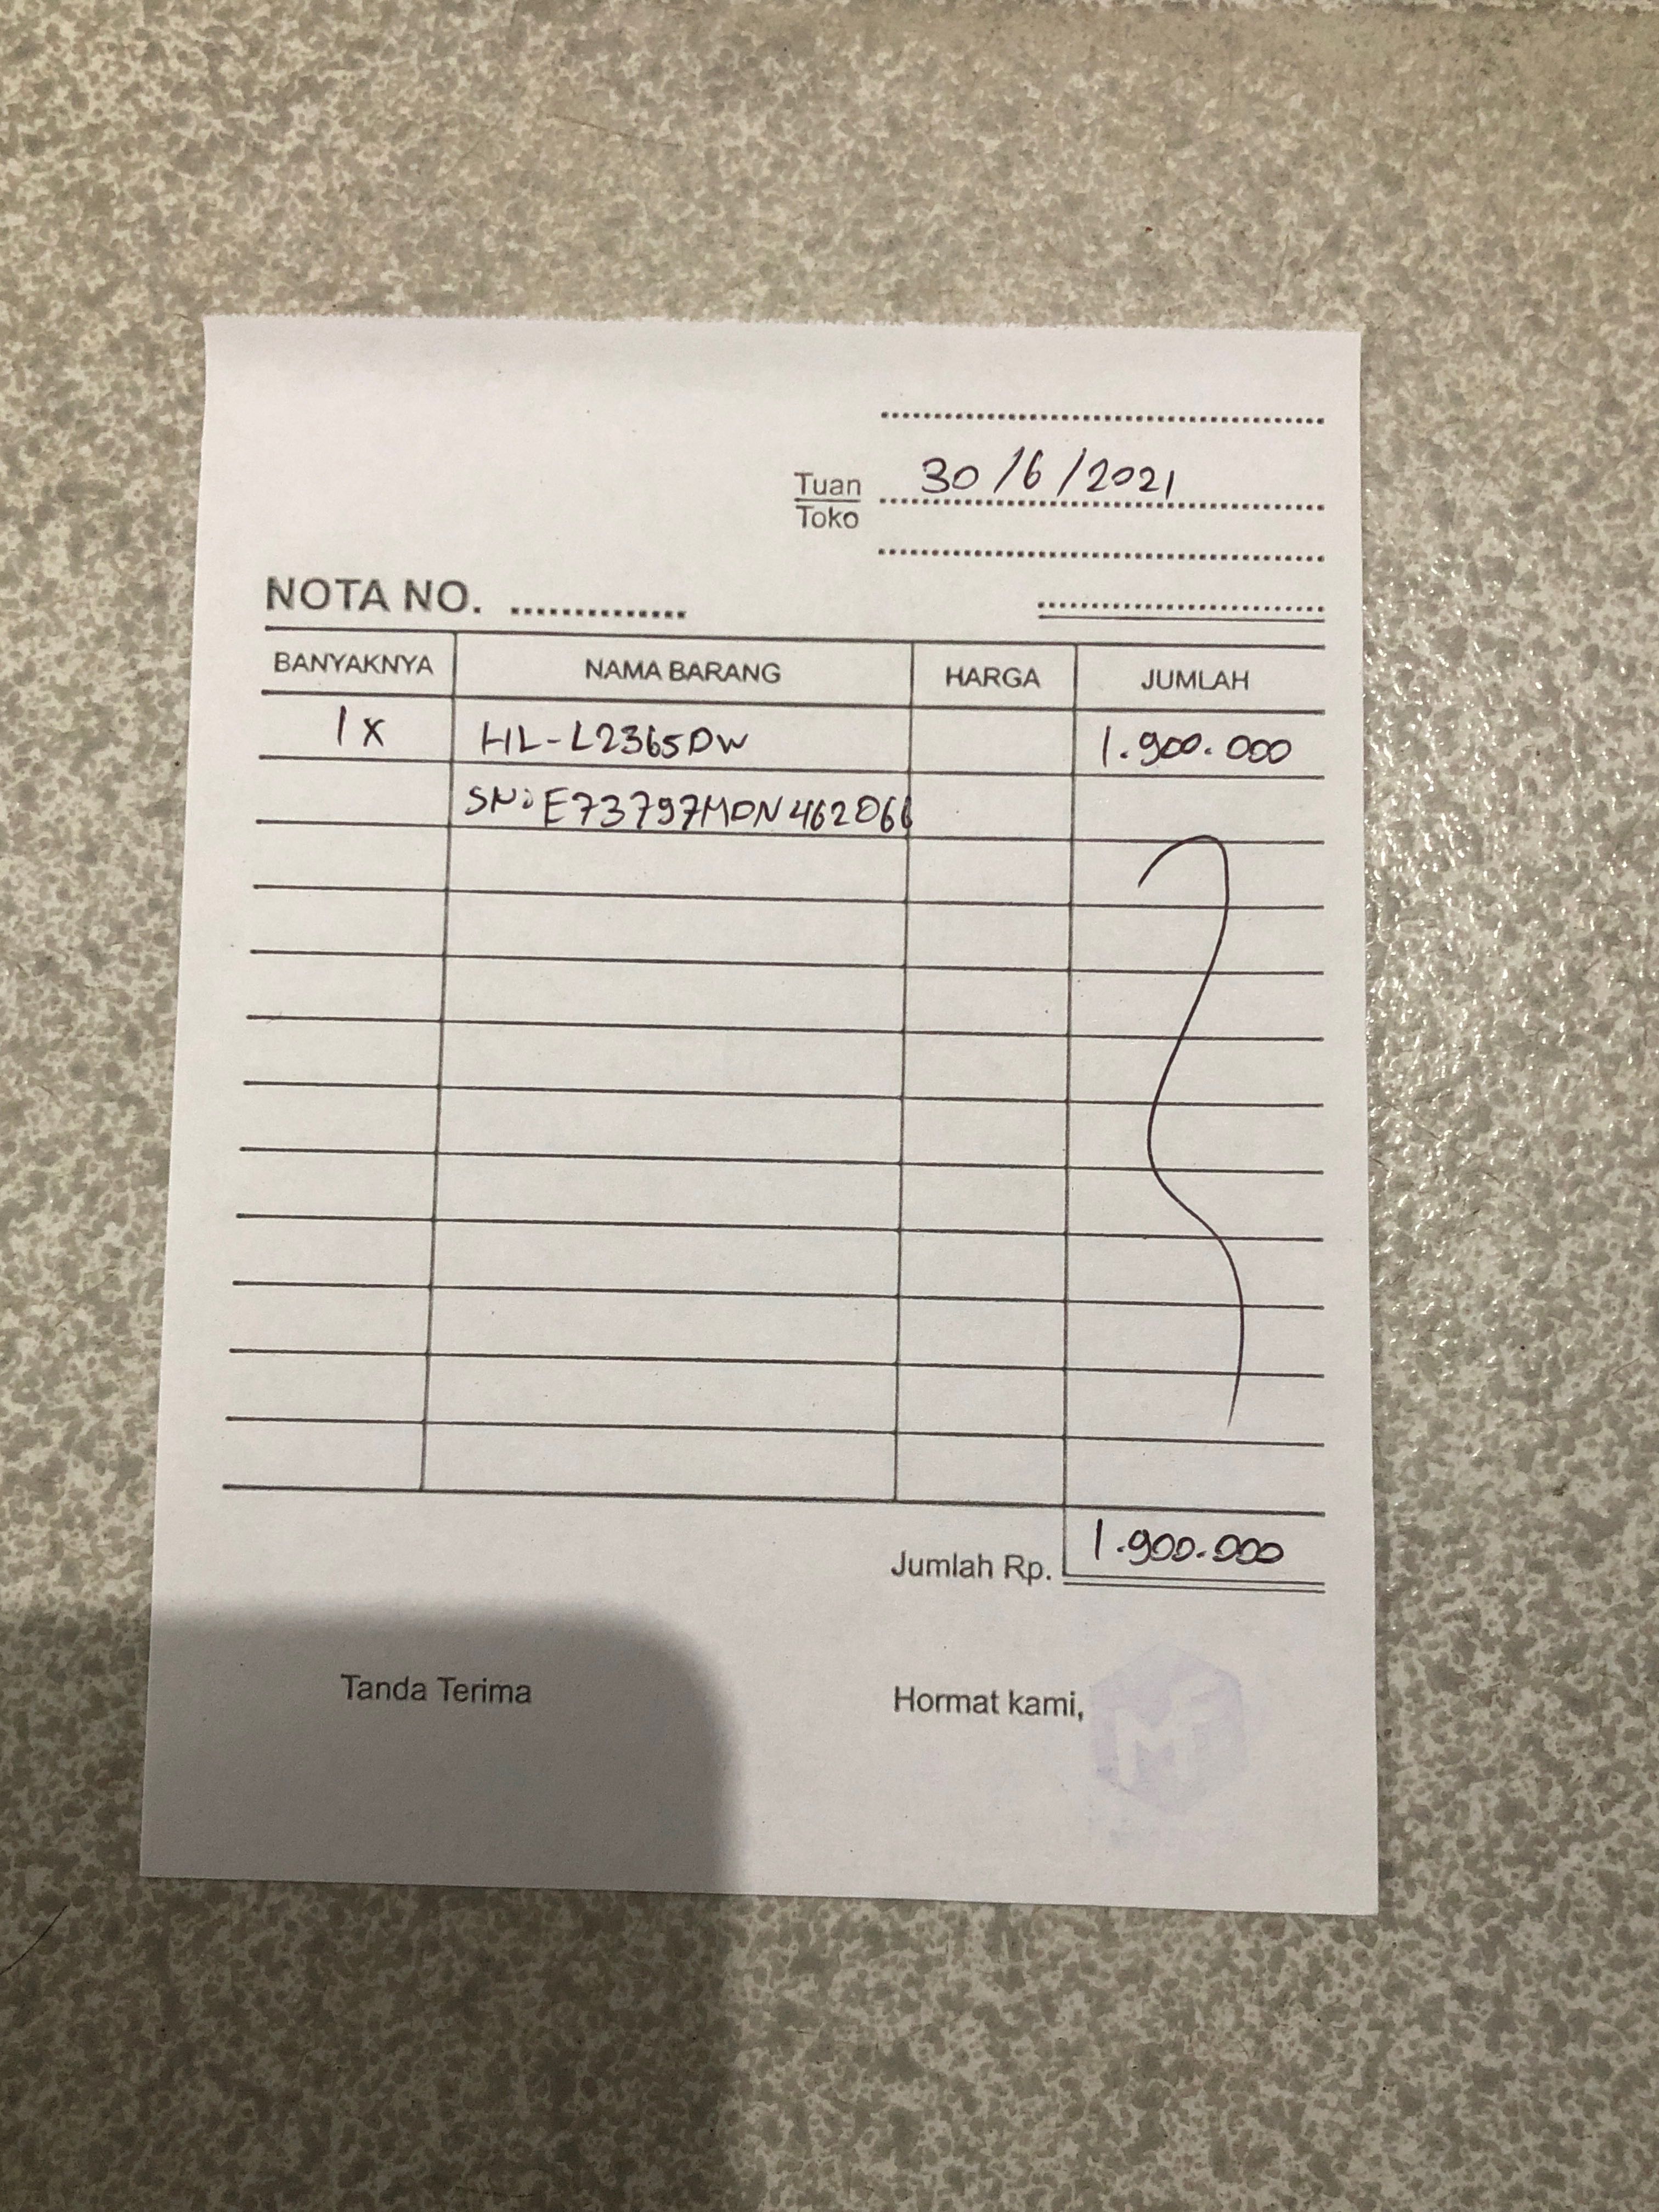 Tuan
Toko
30/6/2021
NOTA NO. ..............
BANYAKNYA NAMA BARANG HARGA JUMLAH
1 X HL-L2365DW 1.900.000
SN: E73797M0N462066
Jumlah Rp. 1.900.000
Tanda Terima Hormat kami,